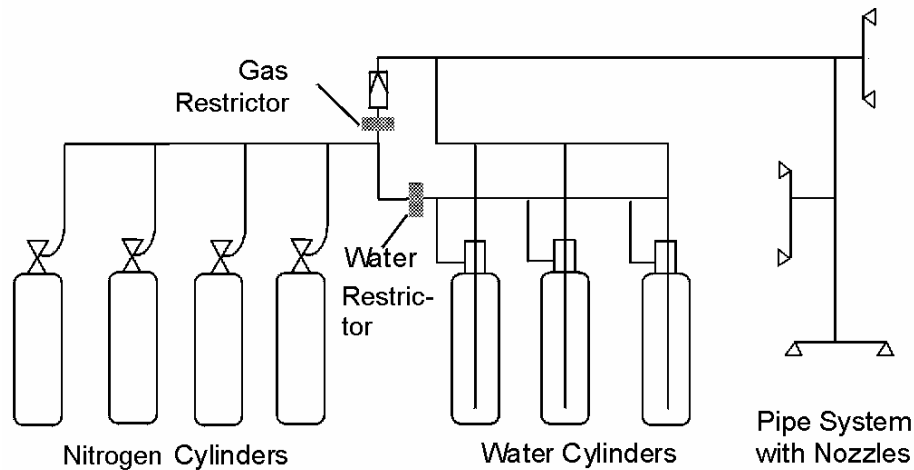 Gas
Restrictor
Water
Restric-
tor
Nitrogen Cylinders
Water Cylinders
Pipe System
with Nozzles